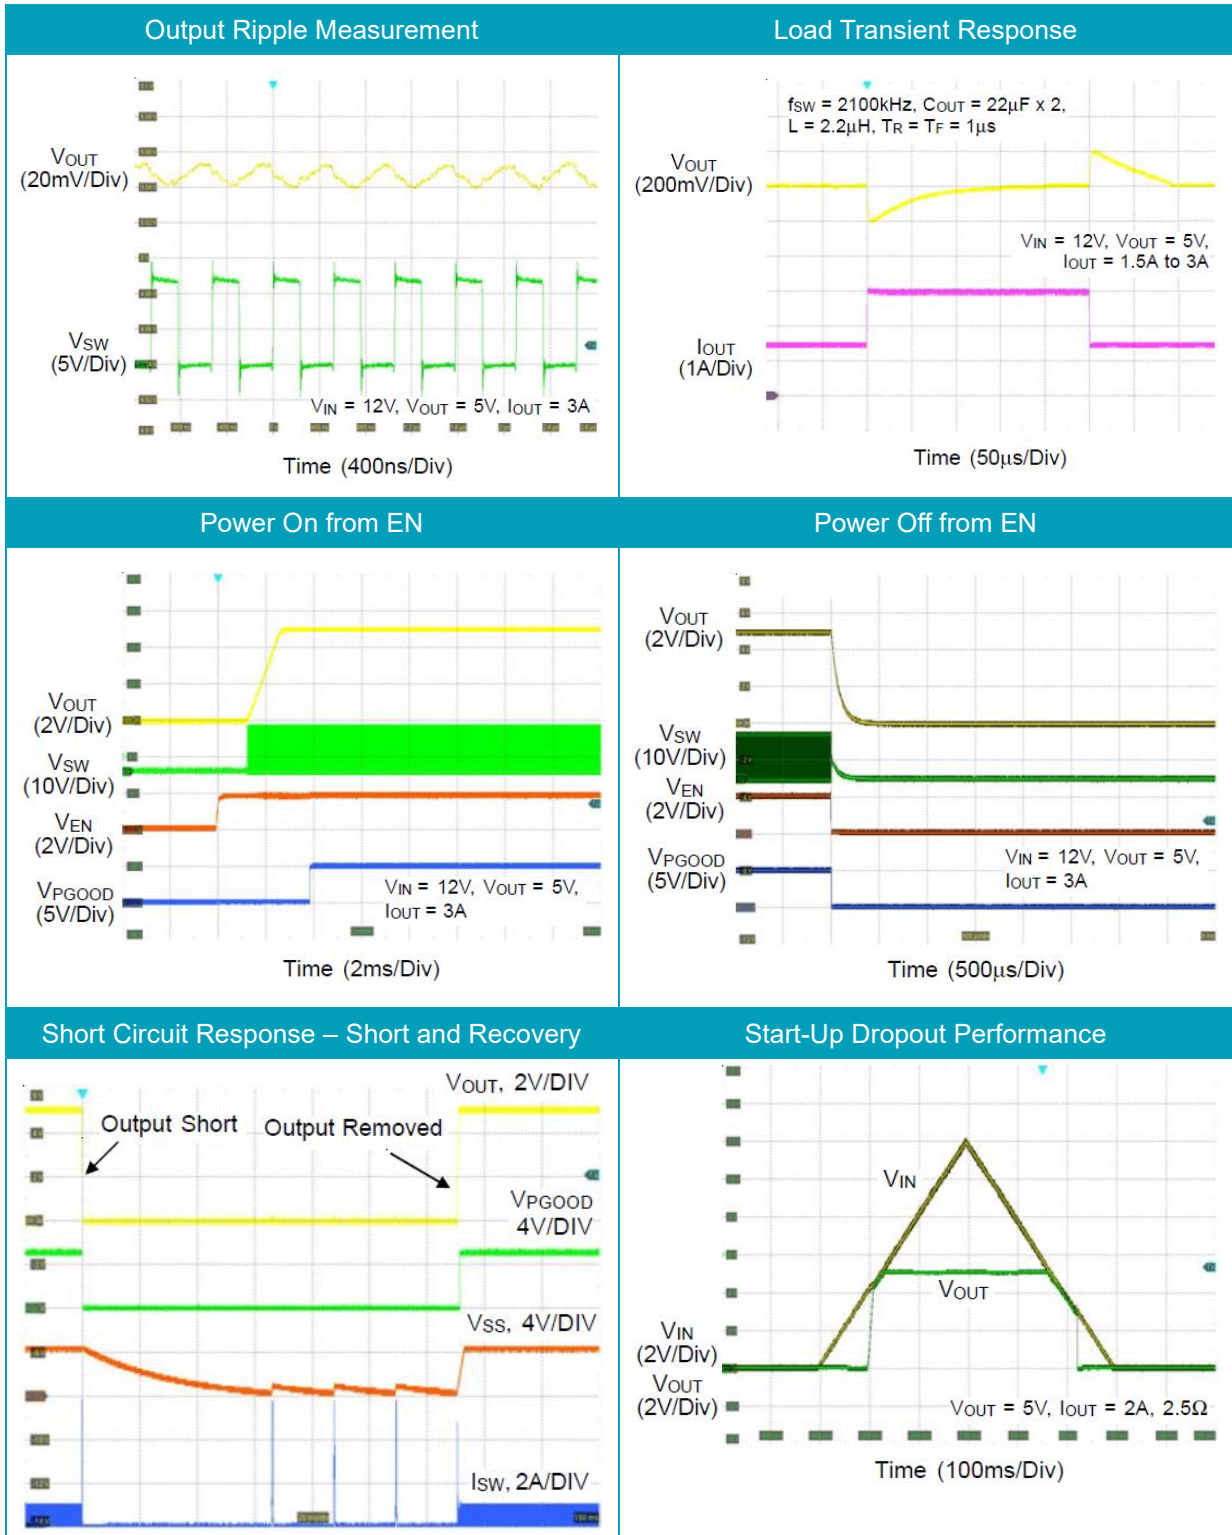 Output Ripple Measurement
VOUT
(20mV/Div)
VSW
(5V/Div)
VIN = 12V, VOUT = 5V, IOUT = 3A
Time (400ns/Div)
Load Transient Response
fSW = 2100kHz, COUT = 22μF x 2,
L = 2.2μH, TR = TF = 1μs
VOUT
(200mV/Div)
VIN = 12V, VOUT = 5V,
IOUT = 1.5A to 3A
IOUT
(1A/Div)
Time (50μs/Div)
Power On from EN
VOUT
(2V/Div)
VSW
(10V/Div)
VEN
(2V/Div)
VPGOOD
(5V/Div)
VIN = 12V, VOUT = 5V,
IOUT = 3A
Time (2ms/Div)
Power Off from EN
VOUT
(2V/Div)
VSW
(10V/Div)
VEN
(2V/Div)
VPGOOD
(5V/Div)
VIN = 12V, VOUT = 5V,
IOUT = 3A
Time (500μs/Div)
Short Circuit Response – Short and Recovery
VOUT, 2V/DIV
Output Short
Output Removed
VPGOOD
4V/DIV
VSS, 4V/DIV
ISW, 2A/DIV
Start-Up Dropout Performance
VIN
VOUT
VIN
(2V/Div)
VOUT
(2V/Div)
VOUT = 5V, IOUT = 2A, 2.5Ω
Time (100ms/Div)